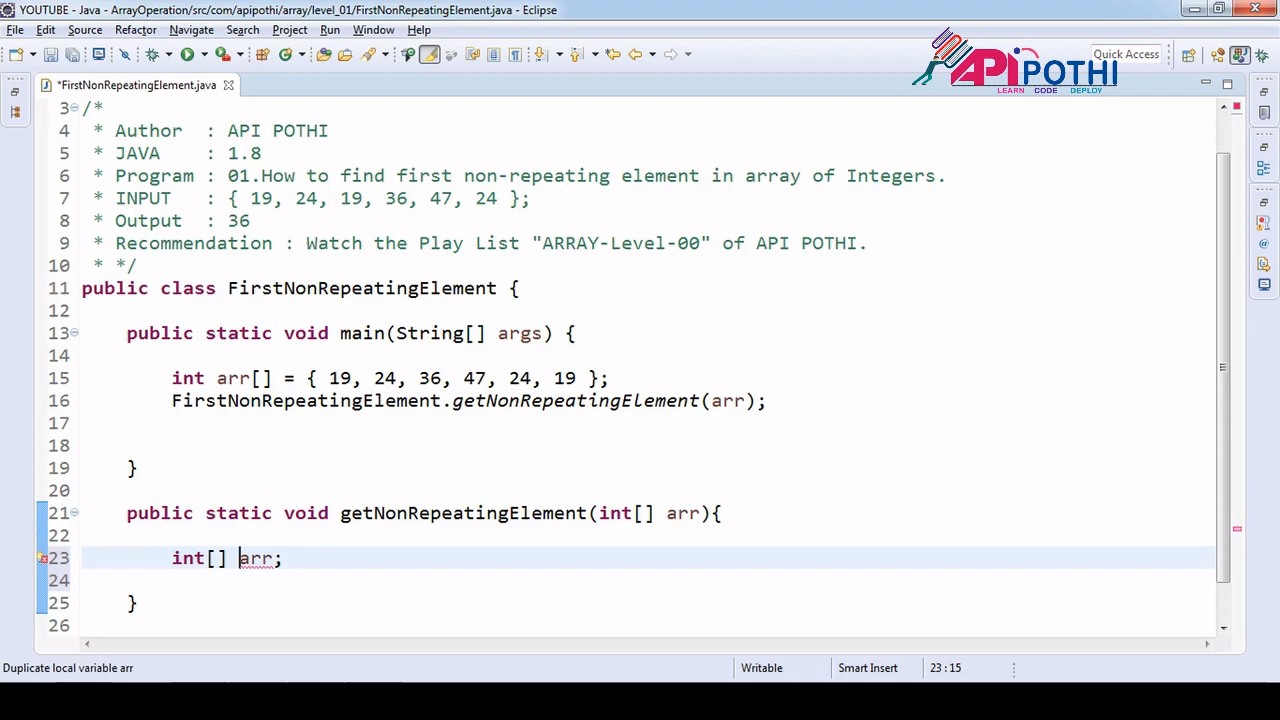 YOUTUBE - Java - ArrayOperation/src/com/apipothi/array/level_01/FirstNonRepeatingElement.java - Eclipse
File Edit Source Refactor Navigate Search Project Run Window Help
Quick Access
APIPOTHI
LEARN CODE DEPLOY
*FirstNonRepeatingElement.java
3 /*
4  * Author  : API POTHI
5  * JAVA    : 1.8
6  * Program : 01.How to find first non-repeating element in array of Integers.
7  * INPUT   : { 19, 24, 19, 36, 47, 24 };
8  * Output  : 36
9  * Recommendation : Watch the Play List "ARRAY-Level-00" of API POTHI.
10  * */
11 public class FirstNonRepeatingElement {
12
13     public static void main(String[] args) {
14
15         int arr[] = { 19, 24, 36, 47, 24, 19 };
16         FirstNonRepeatingElement.getNonRepeatingElement(arr);
17
18
19     }
20
21     public static void getNonRepeatingElement(int[] arr){
22
23         int[] arr;
24
25     }
26
Duplicate local variable arr
Writable
Smart Insert
23 : 15